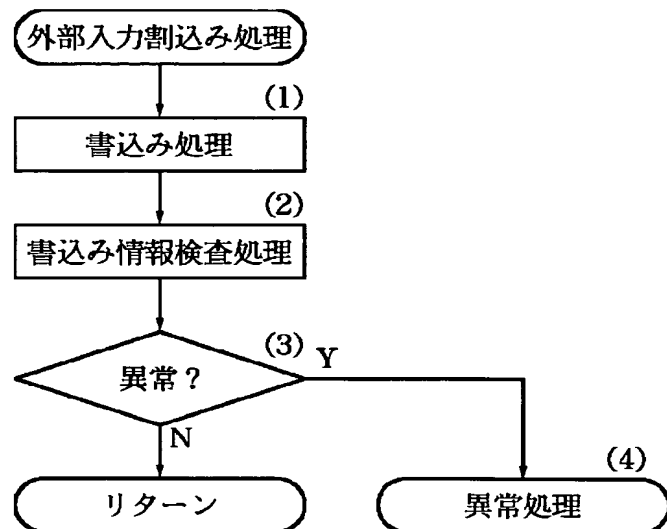 外部入力割込み処理
(1)
書込み処理
(2)
書込み情報検査処理
(3)
異常？
Y
N
(4)
リターン
異常処理